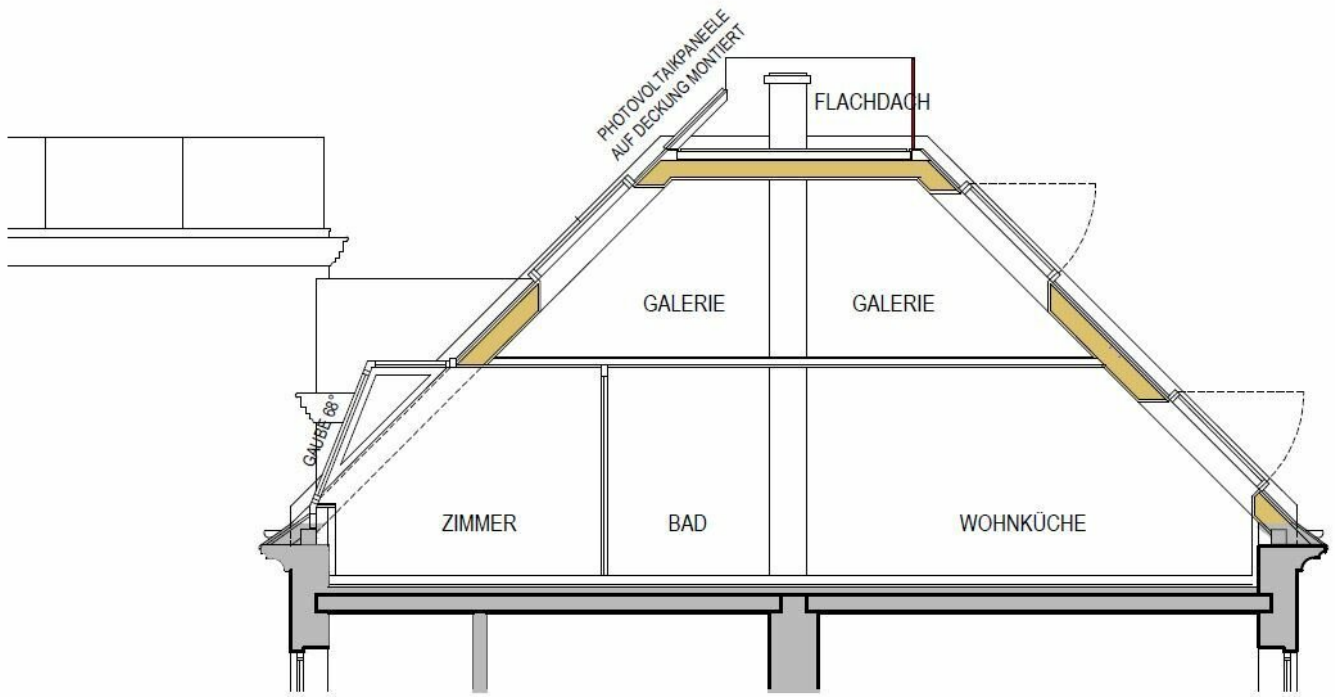 PHOTOVOLTAIKPANEELE
AUF DECKUNG MONTIERT
FLACHDACH
GALERIE
GALERIE
GAUBE 68°
ZIMMER
BAD
WOHNKÜCHE